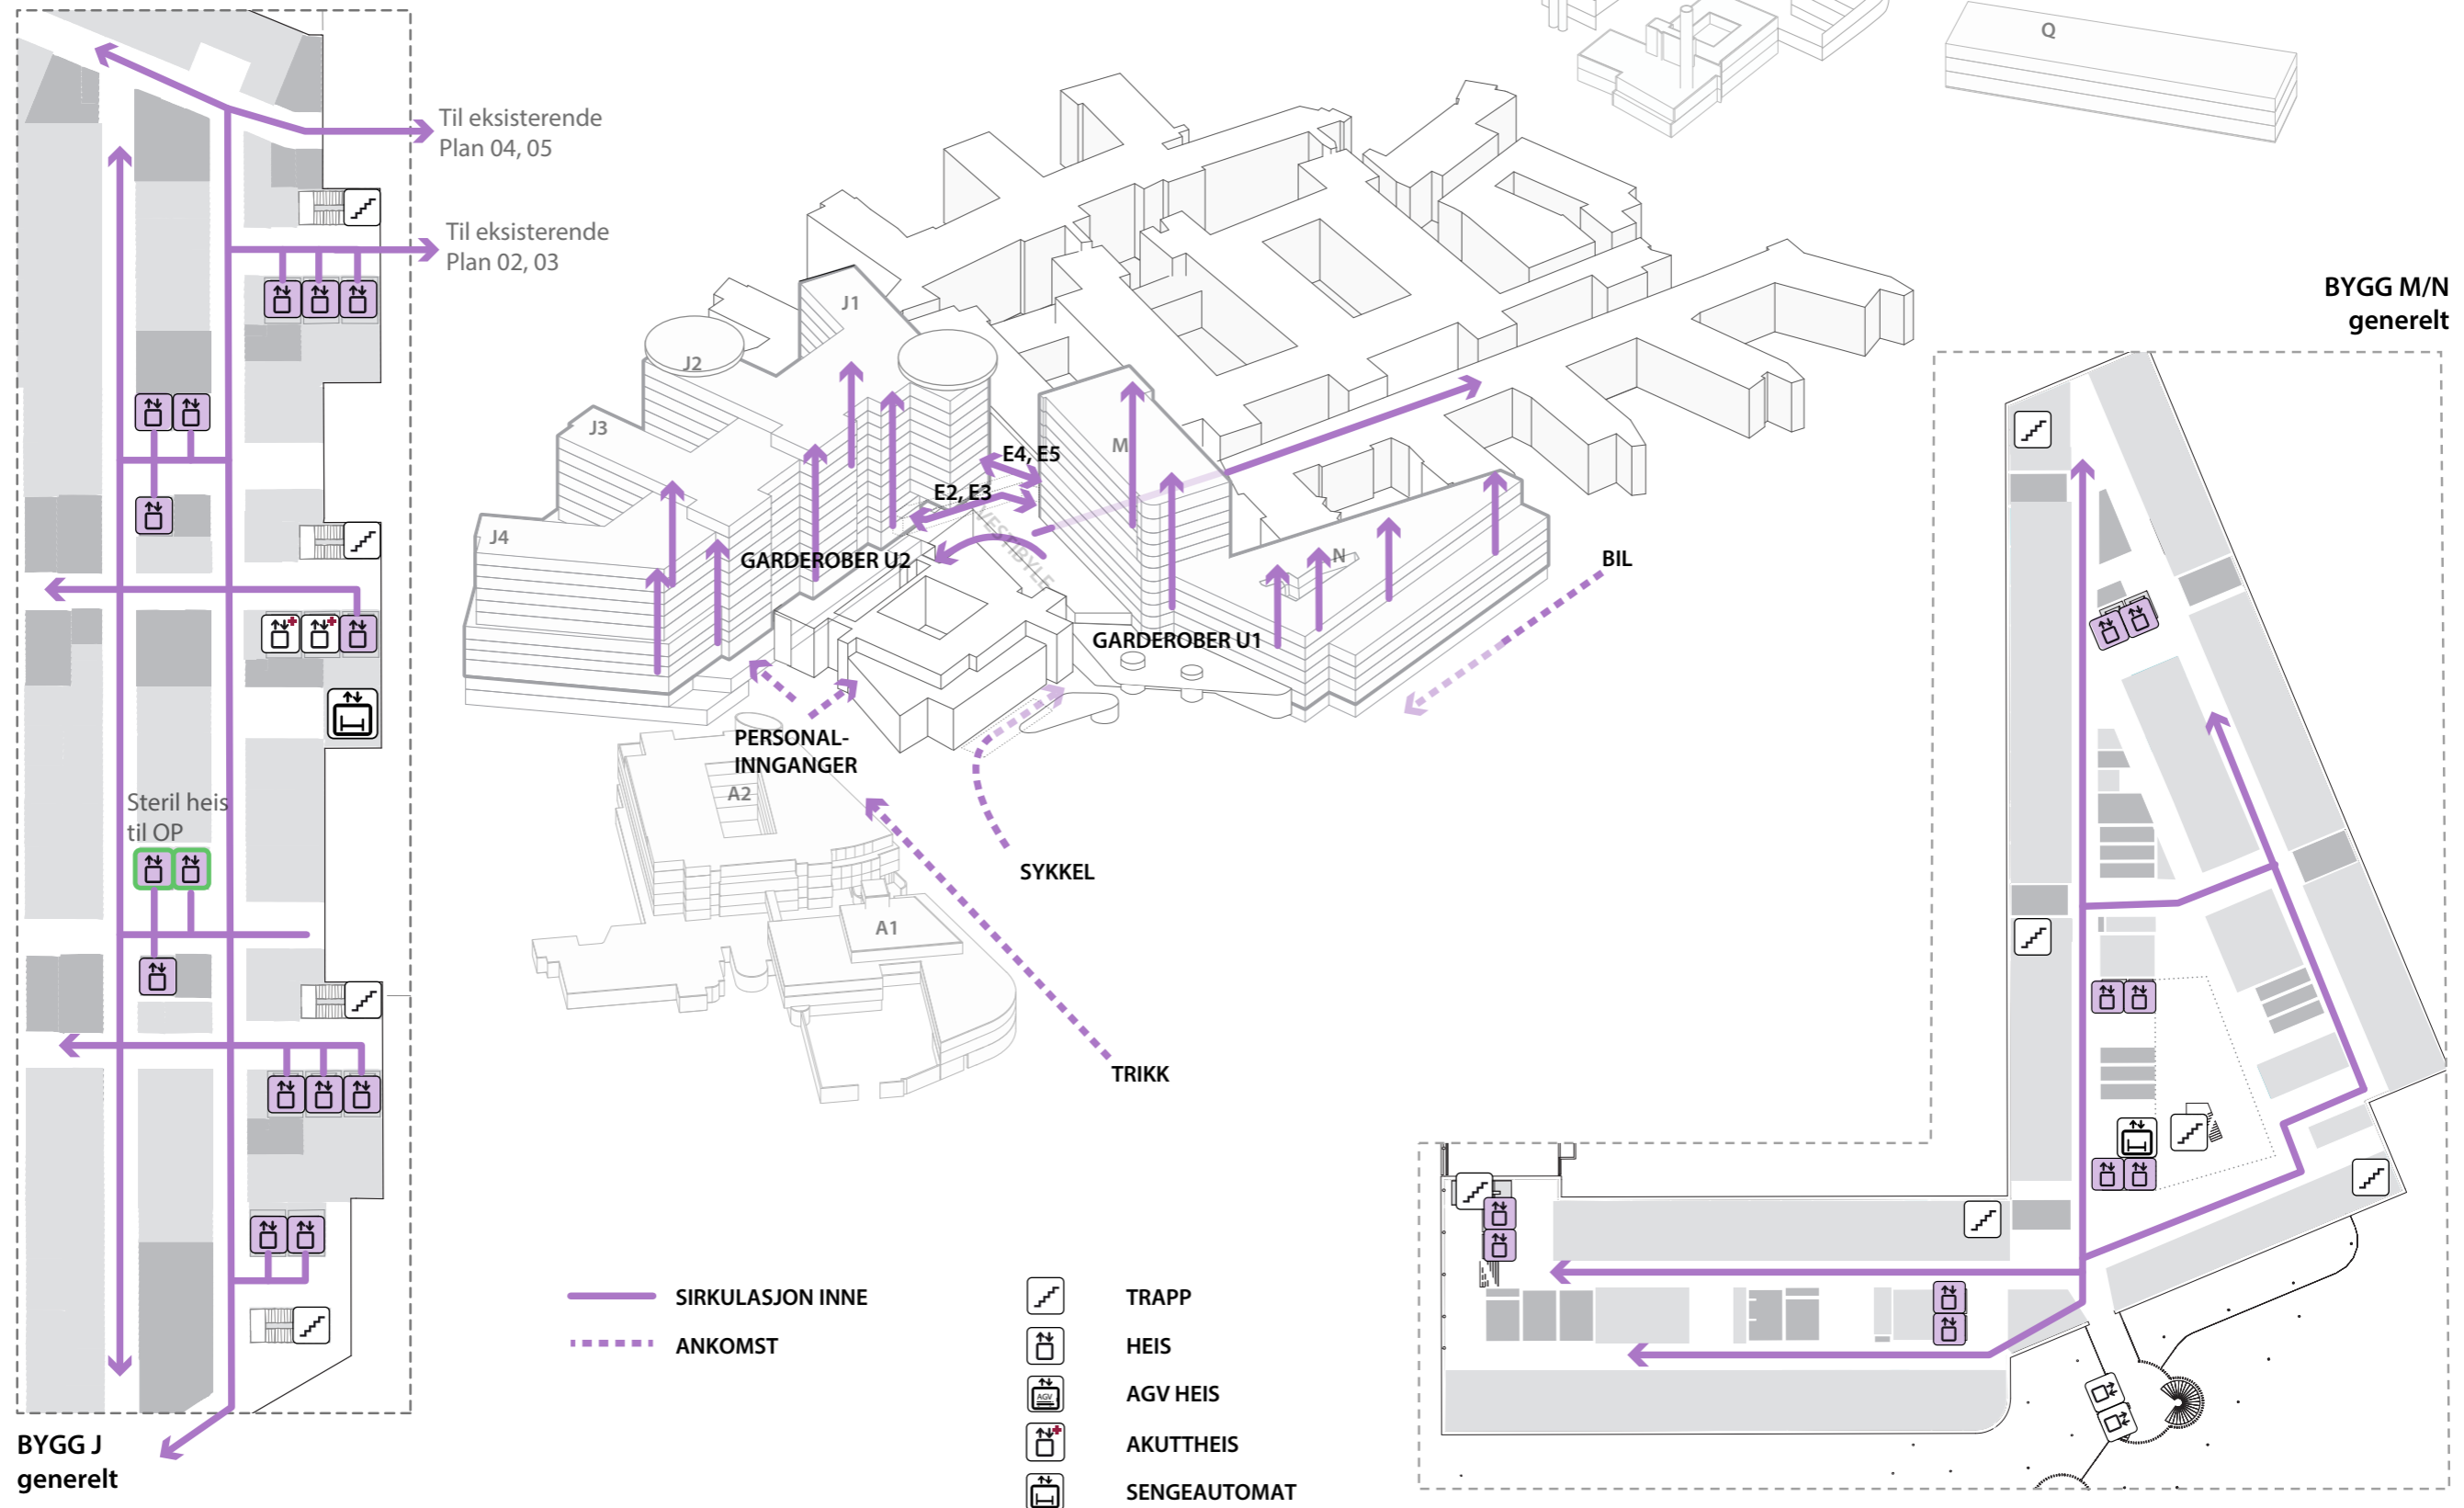 Til eksisterende
Plan 04, 05
Til eksisterende
Plan 02, 03
Steril heis
til OP
BYGG J
generelt
Q
J1
J2
J3
J4
M
N
E4, E5
E2, E3
VESTIBYLE
GARDEROBER U2
GARDEROBER U1
BIL
PERSONAL-
INNGANGER
A2
A1
SYKKEL
TRIKK
BYGG M/N
generelt
SIRKULASJON INNE
ANKOMST
TRAPP
HEIS
AGV
AGV HEIS
AKUTTHEIS
SENGEAUTOMAT